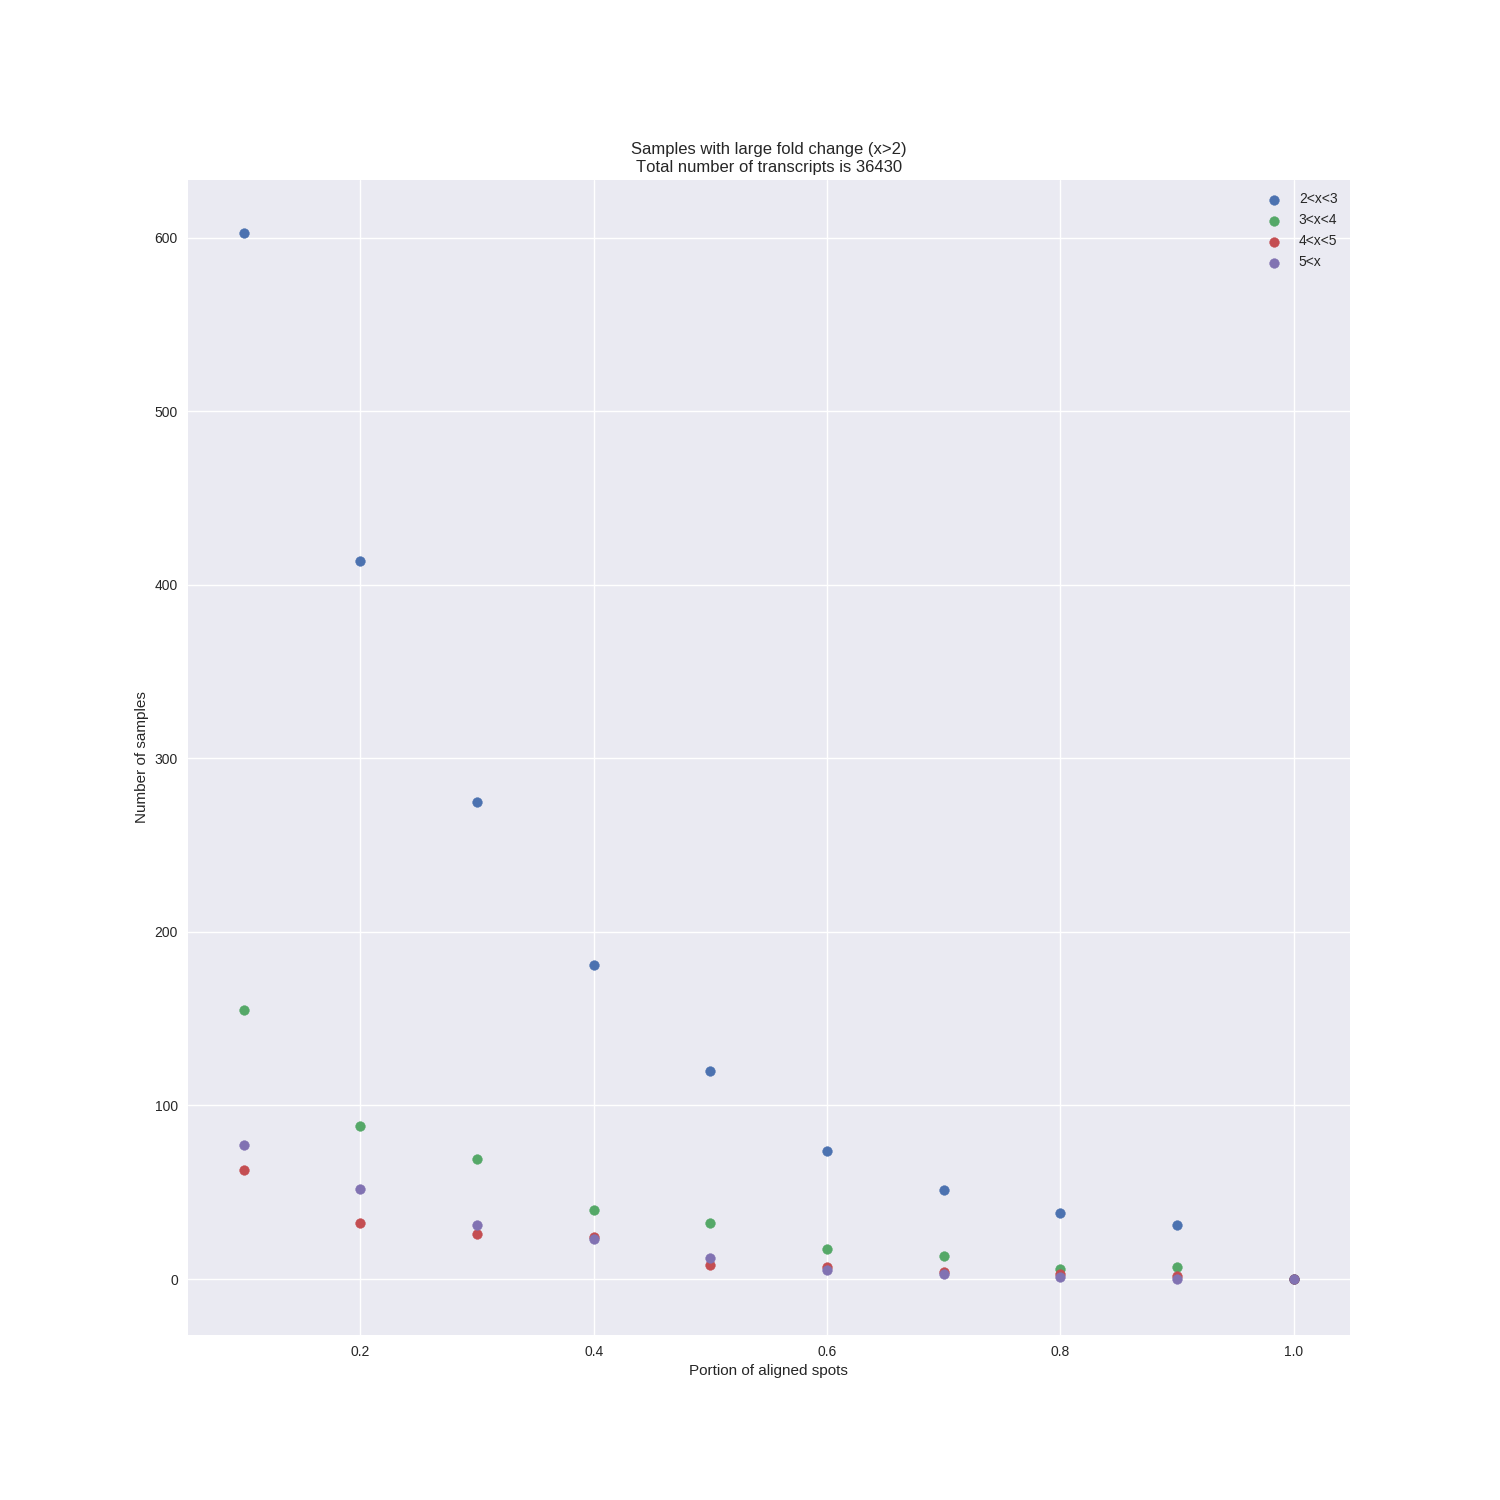 Samples with large fold change (x>2)
Total number of transcripts is 36430
2<x<3
3<x<4
4<x<5
5<x
600
500
400
300
200
100
0
Number of samples
0.2 0.4 0.6 0.8 1.0
Portion of aligned spots